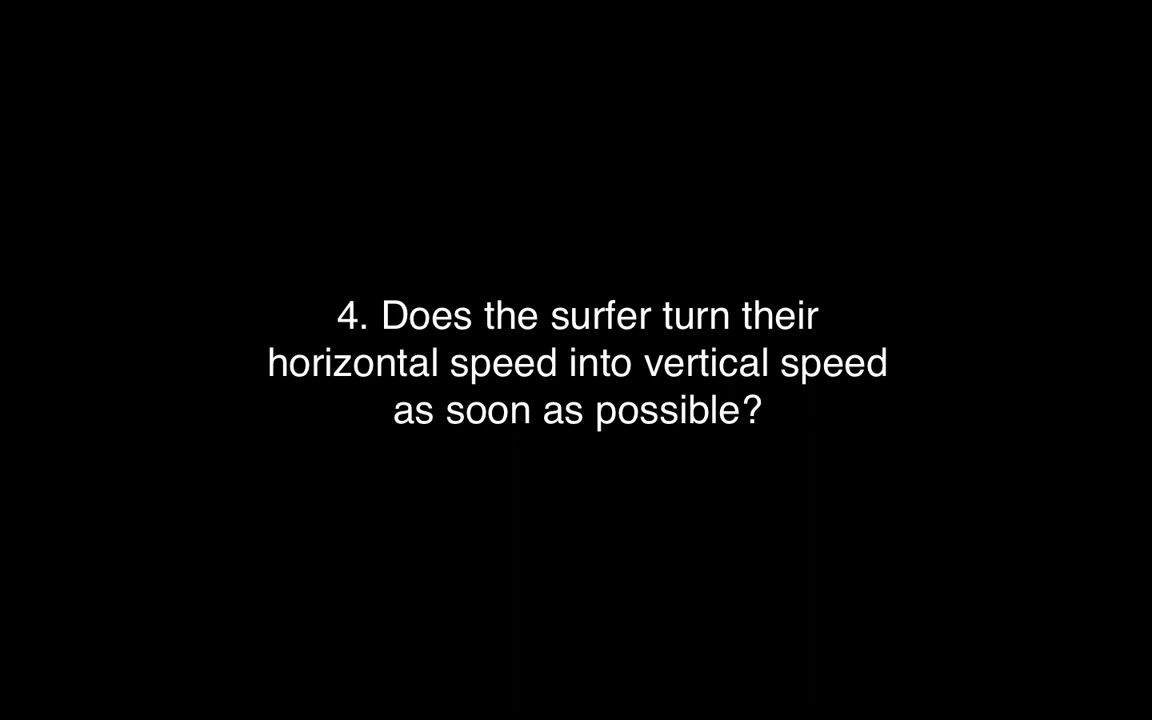 4. Does the surfer turn their
horizontal speed into vertical speed
as soon as possible?